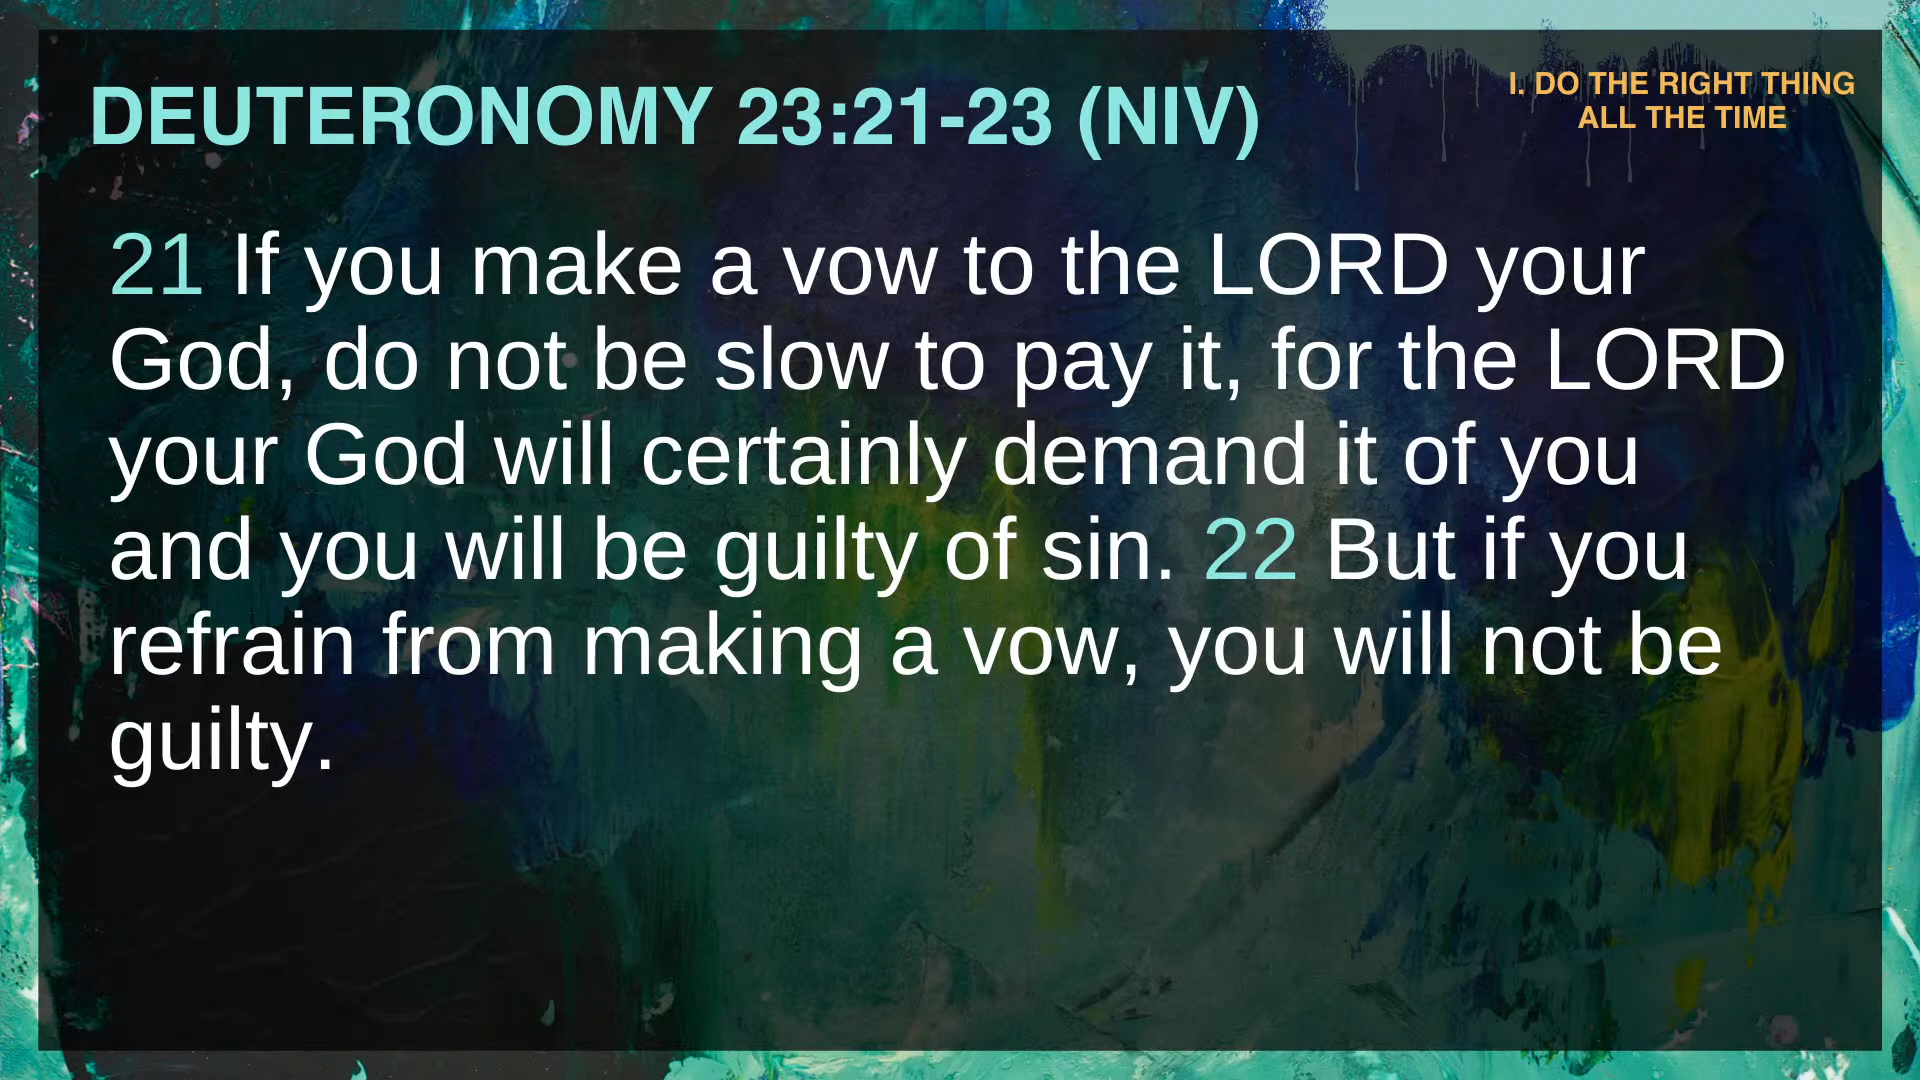 DEUTERONOMY 23:21-23 (NIV)
I. DO THE RIGHT THING
ALL THE TIME
21 If you make a vow to the LORD your
God, do not be slow to pay it, for the LORD
your God will certainly demand it of you
and you will be guilty of sin. 22 But if you
refrain from making a vow, you will not be
guilty.